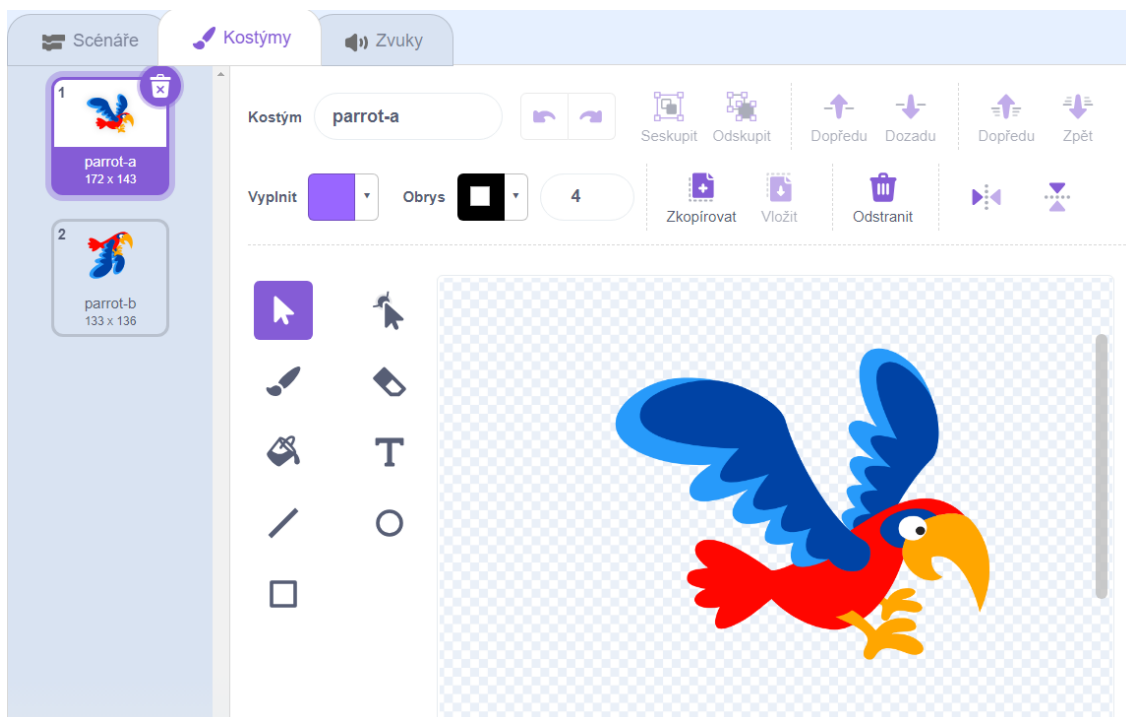 Scénáře
Kostýmy
Zvuky
1
parrot-a
172 x 143
2
parrot-b
133 x 136
Kostým
parrot-a
Seskupit
Odskupit
Dopředu
Dozadu
Dopředu
Zpět
Vyplnit
Obrys
4
Zkopírovat
Vložit
Odstranit
T